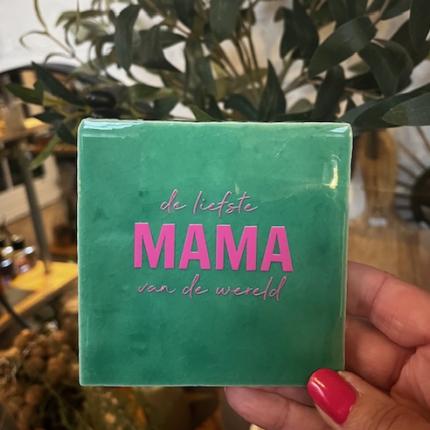 de liefste
MAMA
van de wereld